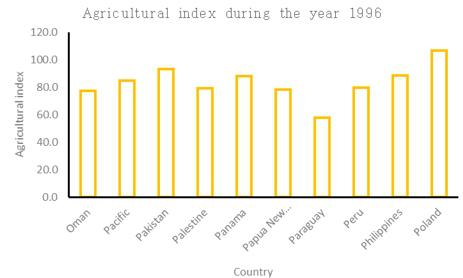 Agricultural index during the year 1996
120.0
100.0
80.0
60.0
40.0
20.0
0.0
Agricultural index
Oman
Pacific
Pakistan
Palestine
Panama
Papua New...
Paraguay
Peru
Philippines
Poland
Country